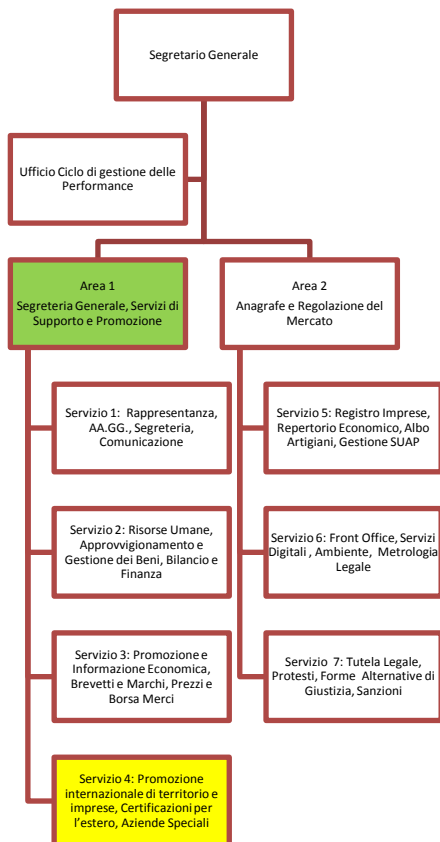 Segretario Generale
Ufficio Ciclo di gestione delle
Performance
Area 1
Segreteria Generale, Servizi di
Supporto e Promozione
Area 2
Anagrafe e Regolazione del
Mercato
Servizio 1: Rappresentanza,
AA.GG., Segreteria,
Comunicazione
Servizio 2: Risorse Umane,
Approvvigionamento e
Gestione dei Beni, Bilancio e
Finanza
Servizio 3: Promozione e
Informazione Economica,
Brevetti e Marchi, Prezzi e
Borsa Merci
Servizio 4: Promozione
internazionale di territorio e
imprese, Certificazioni per
l'estero, Aziende Speciali
Servizio 5: Registro Imprese,
Repertorio Economico, Albo
Artigiani, Gestione SUAP
Servizio 6: Front Office, Servizi
Digitali , Ambiente, Metrologia
Legale
Servizio 7: Tutela Legale,
Protesti, Forme Alternative di
Giustizia, Sanzioni